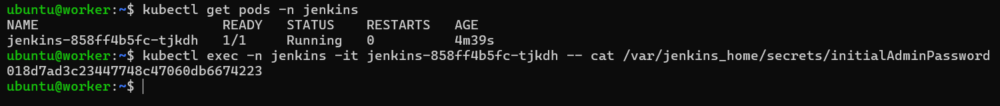 ubuntu@worker:~$ kubectl get pods -n jenkins
NAME                       READY   STATUS    RESTARTS   AGE
jenkins-858ff4b5fc-tjkdh   1/1     Running   0          4m39s
ubuntu@worker:~$ kubectl exec -n jenkins -it jenkins-858ff4b5fc-tjkdh -- cat /var/jenkins_home/secrets/initialAdminPassword
018d7ad3c23447748c47060db6674223
ubuntu@worker:~$